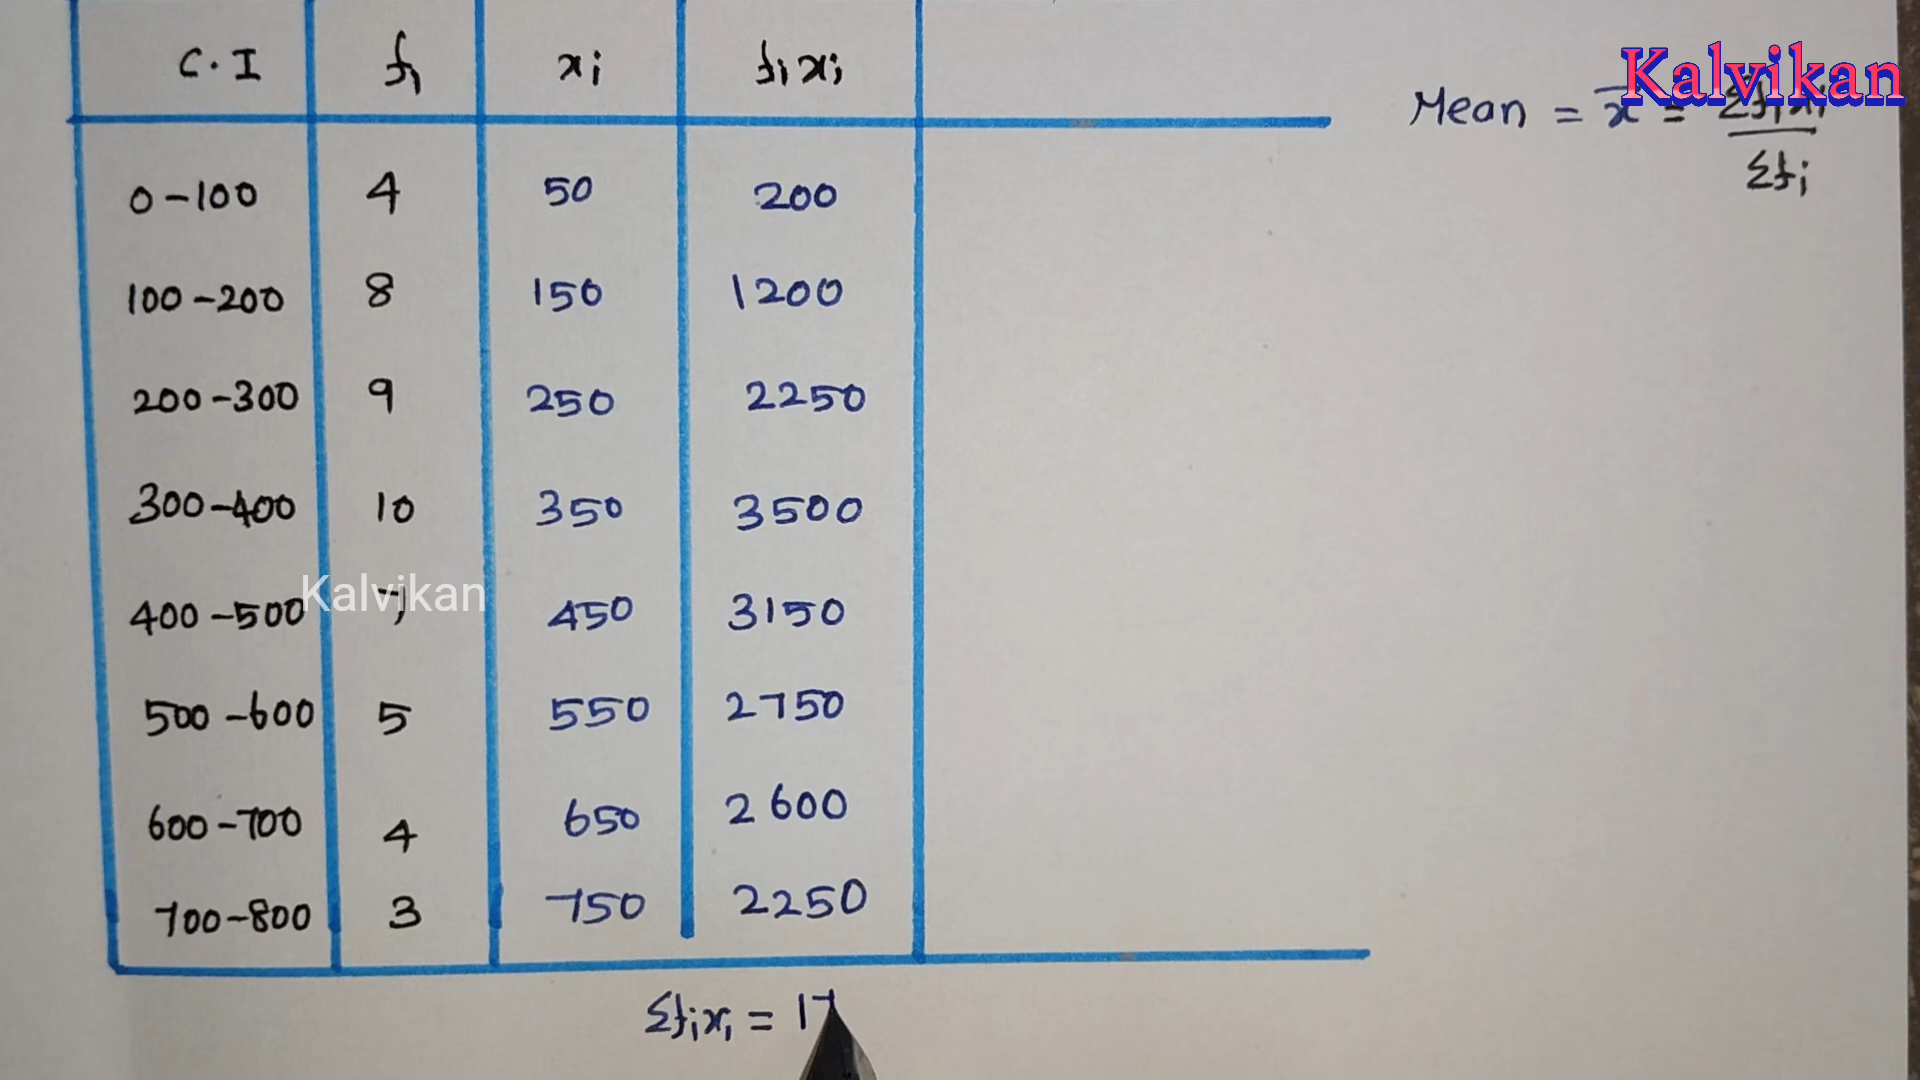 C.I fi xi fixi
Kalvikan
Mean = x̄ = Σfixi / Σfi
0-100 4 50 200
100-200 8 150 1200
200-300 9 250 2250
300-400 10 350 3500
400-500 7 450 3150
Kalvikan
500-600 5 550 2750
600-700 4 650 2600
700-800 3 750 2250
Σfixi = 17